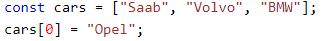 const cars = ["Saab", "Volvo", "BMW"];
cars[0] = "Opel";